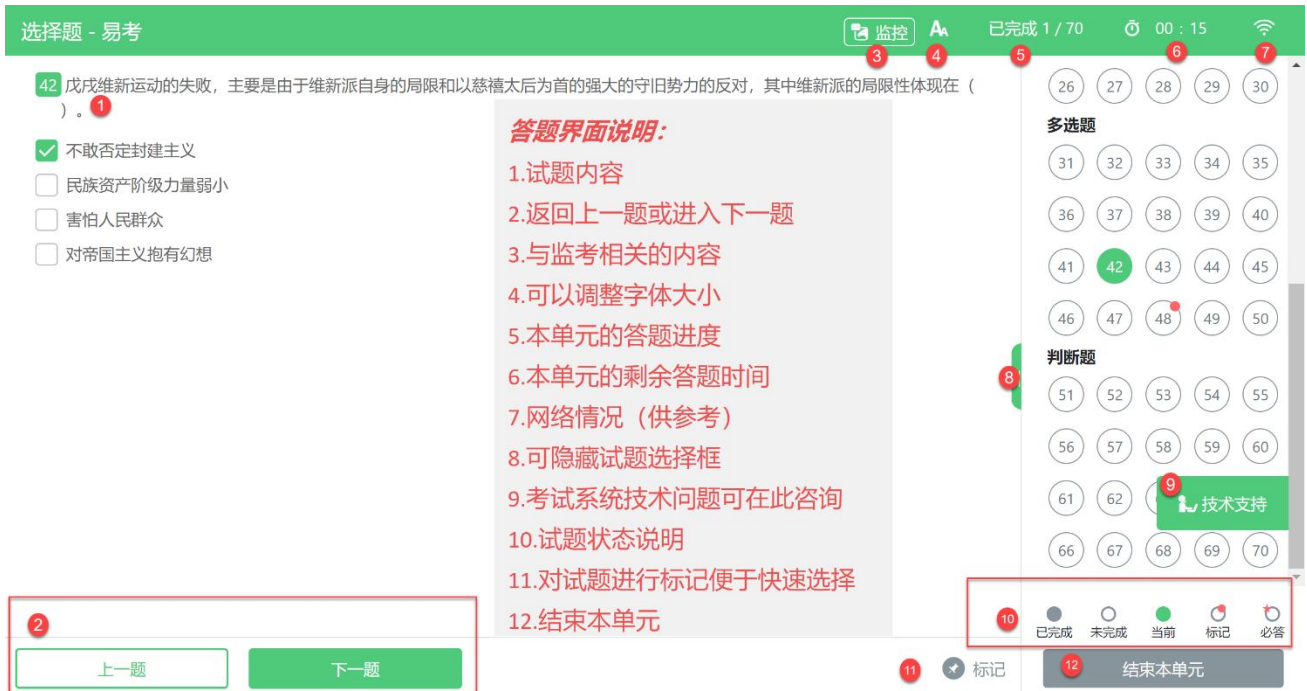 选择题 - 易考
监控
AA
已完成 1 / 70
00 : 15
3
4
5
6
7
42 戊戌维新运动的失败，主要是由于维新派自身的局限和以慈禧太后为首的强大的守旧势力的反对，其中维新派的局限性体现在（
）。
1
不敢否定封建主义
民族资产阶级力量弱小
害怕人民群众
对帝国主义抱有幻想
答题界面说明：
1.试题内容
2.返回上一题或进入下一题
3.与监考相关的内容
4.可以调整字体大小
5.本单元的答题进度
6.本单元的剩余答题时间
7.网络情况（供参考）
8.可隐藏试题选择框
9.考试系统技术问题可在此咨询
10.试题状态说明
11.对试题进行标记便于快速选择
12.结束本单元
26 27 28 29 30
多选题
31 32 33 34 35
36 37 38 39 40
41 42 43 44 45
46 47 48 49 50
判断题
8
51 52 53 54 55
56 57 58 59 60
61 62
9
技术支持
66 67 68 69 70
10
已完成 未完成 当前 标记 必答
2
上一题
下一题
11
标记
12
结束本单元